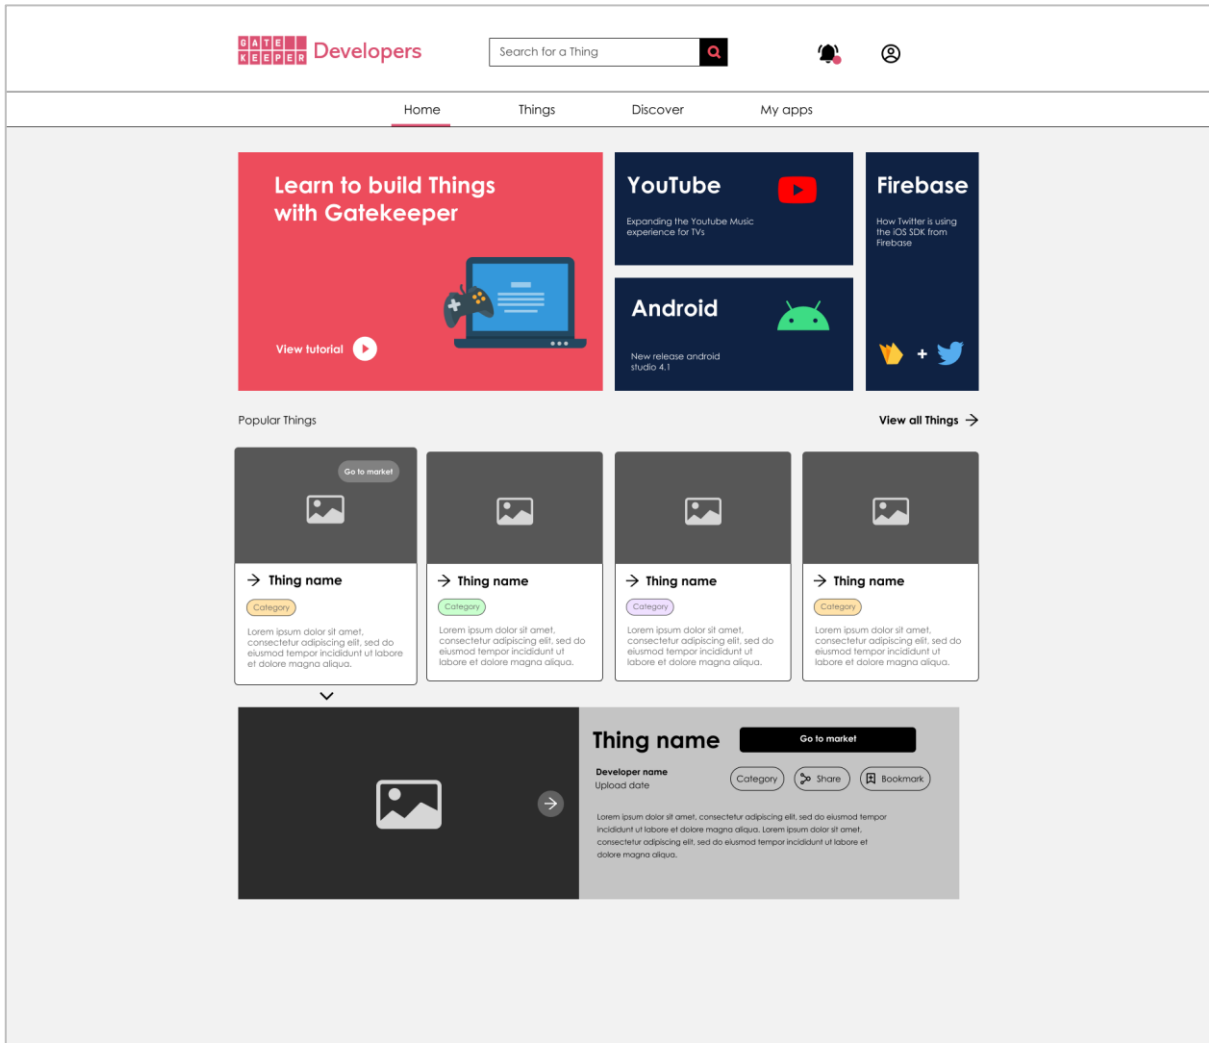 GATE
KEEPER
Developers
Search for a Thing
Home
Things
Discover
My apps
Learn to build Things
with Gatekeeper
View tutorial
YouTube
Expanding the Youtube Music
experience for TVs
Android
New release android
studio 4.1
Firebase
How Twitter is using
the iOS SDK from
Firebase
+
Popular Things
View all Things
Go to market
Thing name
Category
Lorem ipsum dolor sit amet,
consectetur adipiscing elit, sed do
eiusmod tempor incididunt ut labore
et dolore magna aliqua.
Thing name
Category
Lorem ipsum dolor sit amet,
consectetur adipiscing elit, sed do
eiusmod tempor incididunt ut
labore et dolore magna aliqua.
Thing name
Category
Lorem ipsum dolor sit amet,
consectetur adipiscing elit, sed do
eiusmod tempor incididunt ut
labore et dolore magna aliqua.
Thing name
Category
Lorem ipsum dolor sit amet,
consectetur adipiscing elit, sed do
eiusmod tempor incididunt ut
labore et dolore magna aliqua.
Thing name
Go to market
Developer name
Upload date
Category
Share
Bookmark
Lorem ipsum dolor sit amet, consectetur adipiscing elit, sed do eiusmod tempor
incididunt ut labore et dolore magna aliqua. Lorem ipsum dolor sit amet,
consectetur adipiscing elit, sed do eiusmod tempor incididunt ut labore et
dolore magna aliqua.